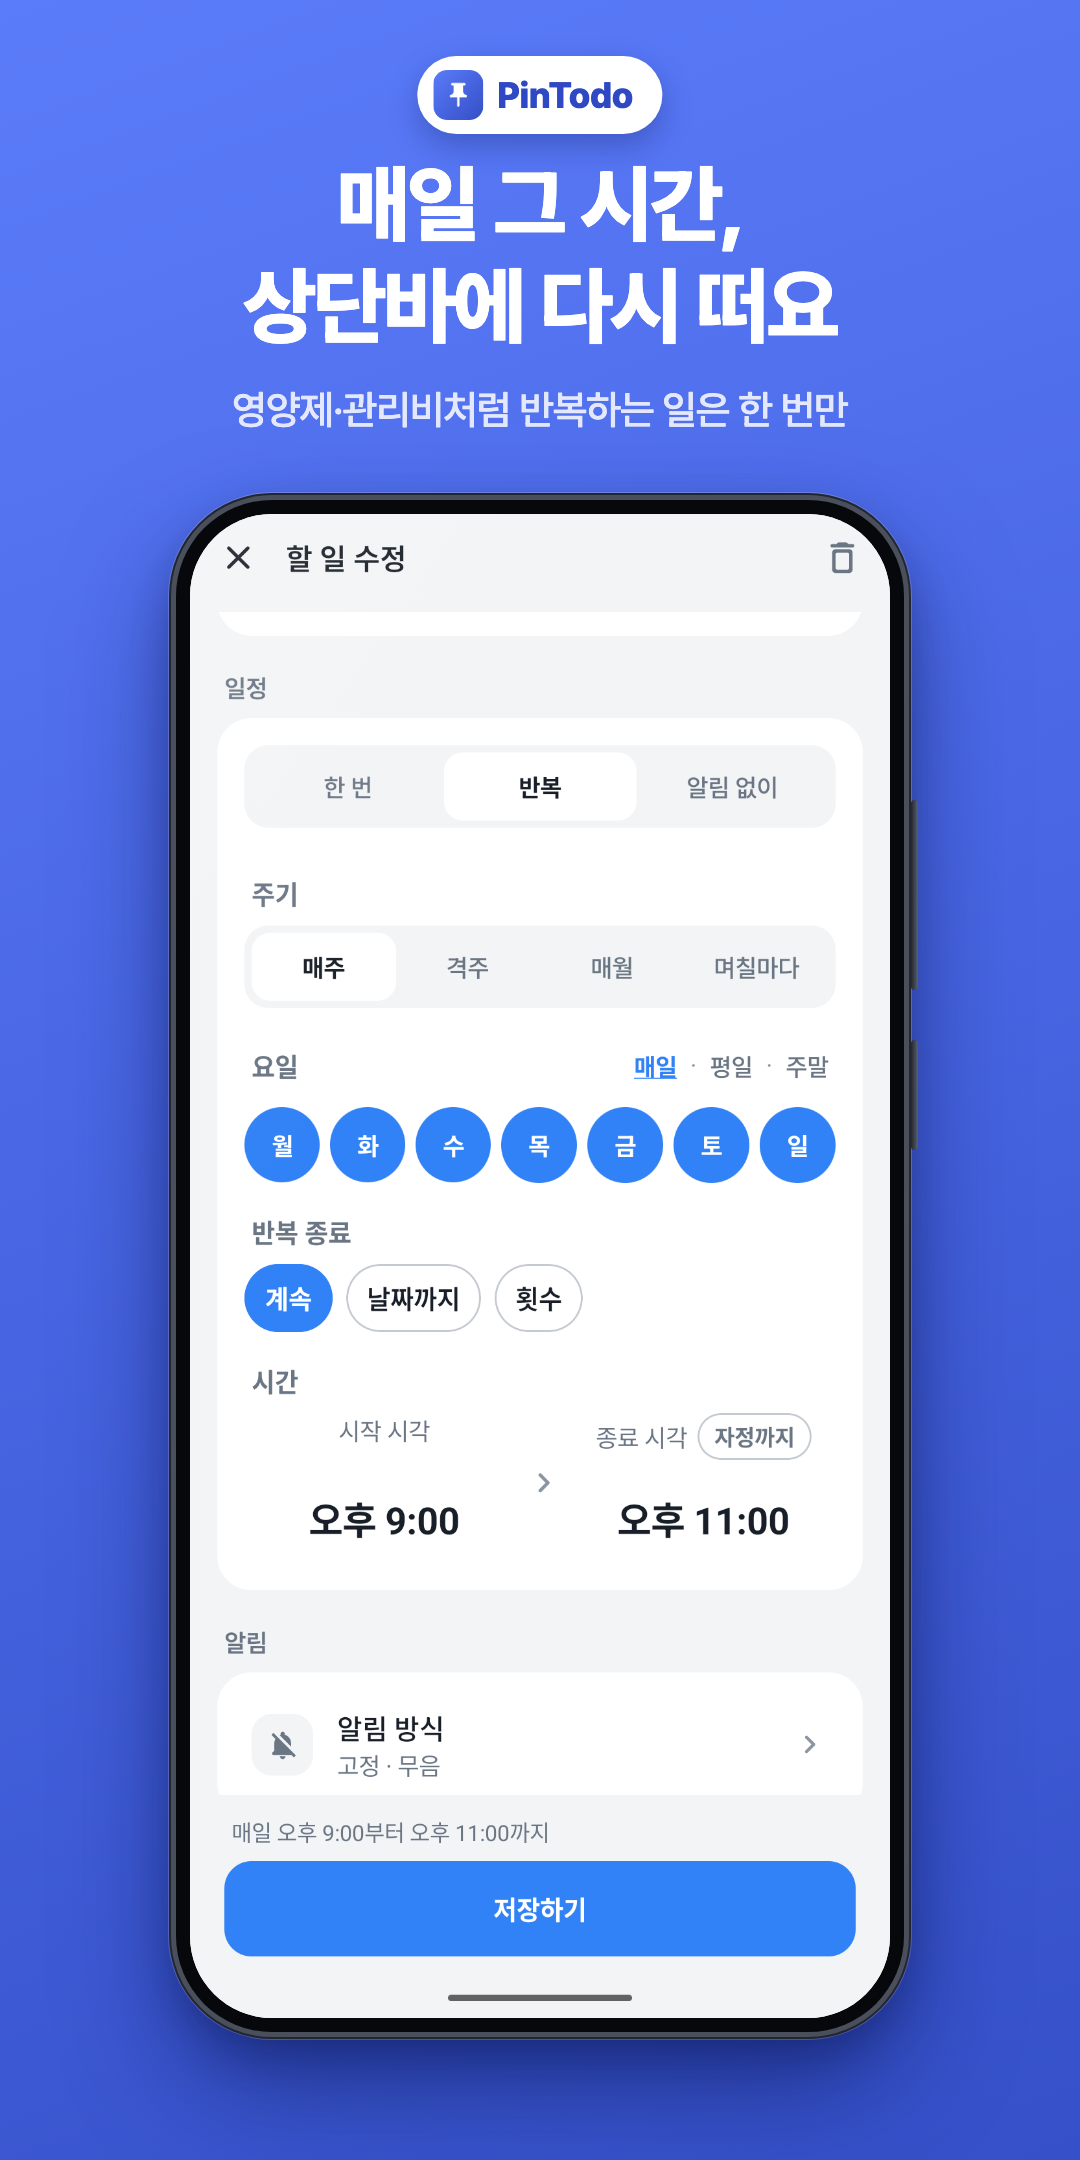 PinTodo
매일 그 시간,
상단바에 다시 떠요
영양제·관리비처럼 반복하는 일은 한 번만
할 일 수정
일정
한 번 반복 알림 없이
주기
매주 격주 매월 며칠마다
요일 매일 · 평일 · 주말
월 화 수 목 금 토 일
반복 종료
계속 날짜까지 횟수
시간
시작 시각 종료 시각 자정까지
오후 9:00 오후 11:00
알림
알림 방식
고정 · 무음
매일 오후 9:00부터 오후 11:00까지
저장하기